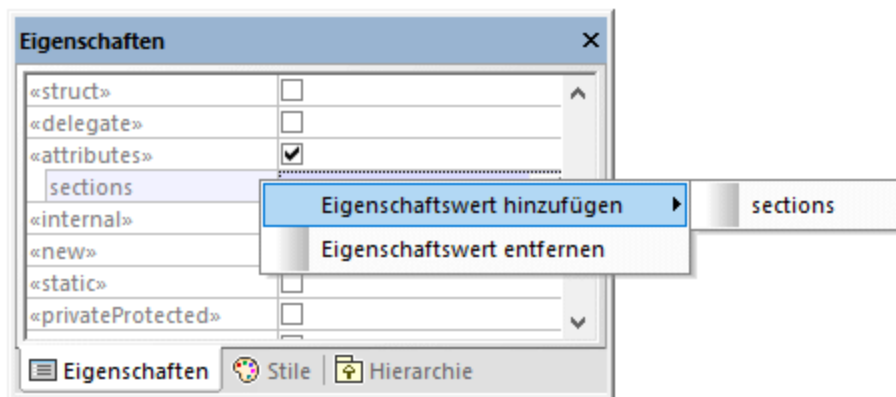 Eigenschaften
«struct»
«delegate»
«attributes»
sections
Eigenschaftswert hinzufügen
sections
«internal»
Eigenschaftswert entfernen
«new»
«static»
«privateProtected»
Eigenschaften
Stile
Hierarchie